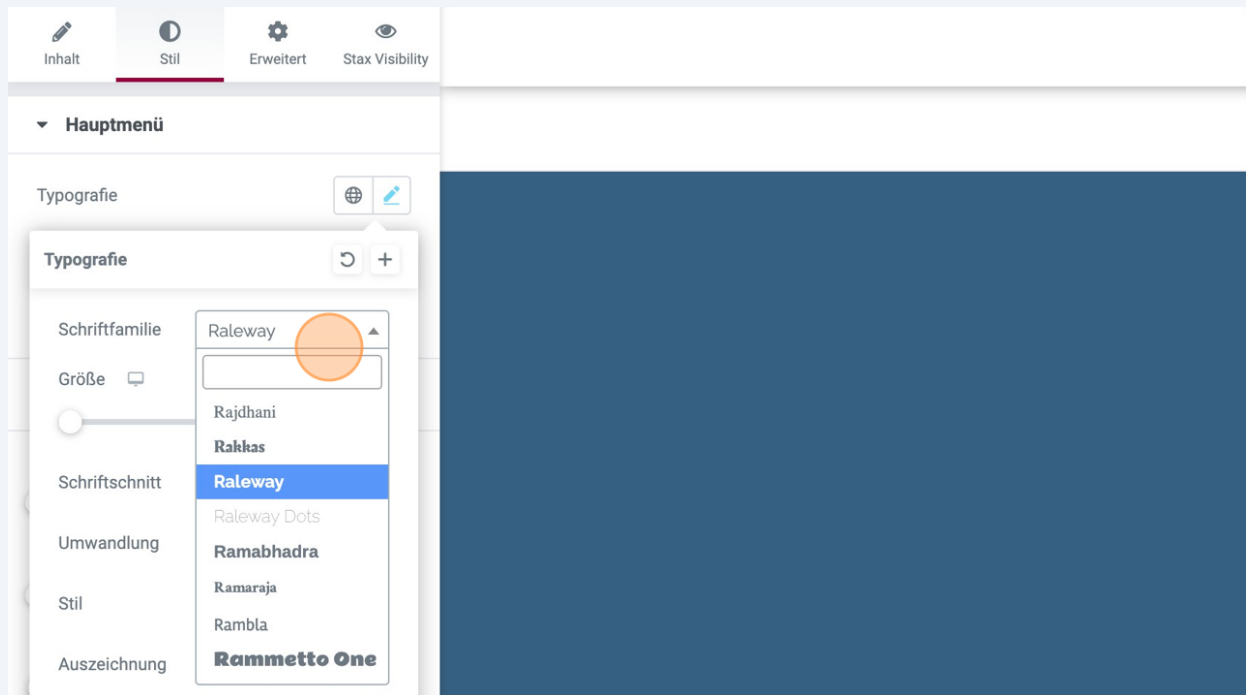 Inhalt
Stil
Erweitert
Stax Visibility
Hauptmenü
Typografie
Typografie
Schriftfamilie
Raleway
Größe
Rajdhani
Rakkas
Schriftschnitt
Raleway
Raleway Dots
Umwandlung
Ramabhadra
Ramaraja
Stil
Rambla
Auszeichnung
Rammetto One